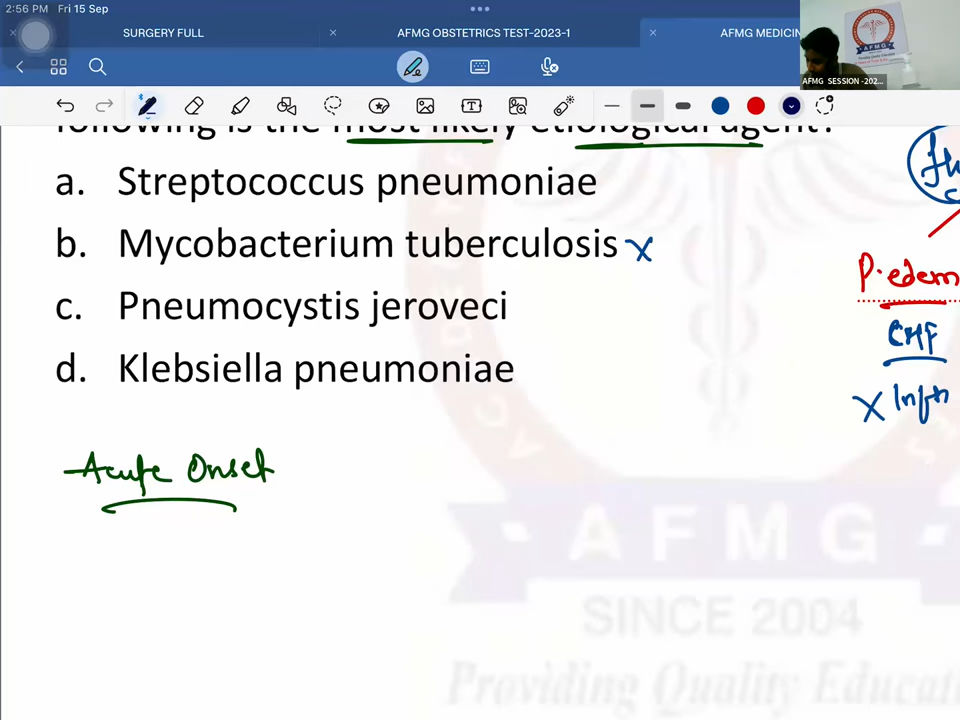 2:56 PM Fri 15 Sep
SURGERY FULL
AFMG OBSTETRICS TEST-2023-1
AFMG MEDICIN
AFMG
AFMG SESSION -202...
following is the most likely etiological agent?
a. Streptococcus pneumoniae
b. Mycobacterium tuberculosis x
c. Pneumocystis jeroveci
d. Klebsiella pneumoniae
P. edem
CHF
X Infn
Acute Onset
AFMG
SINCE 2004
Providing Quality Educati